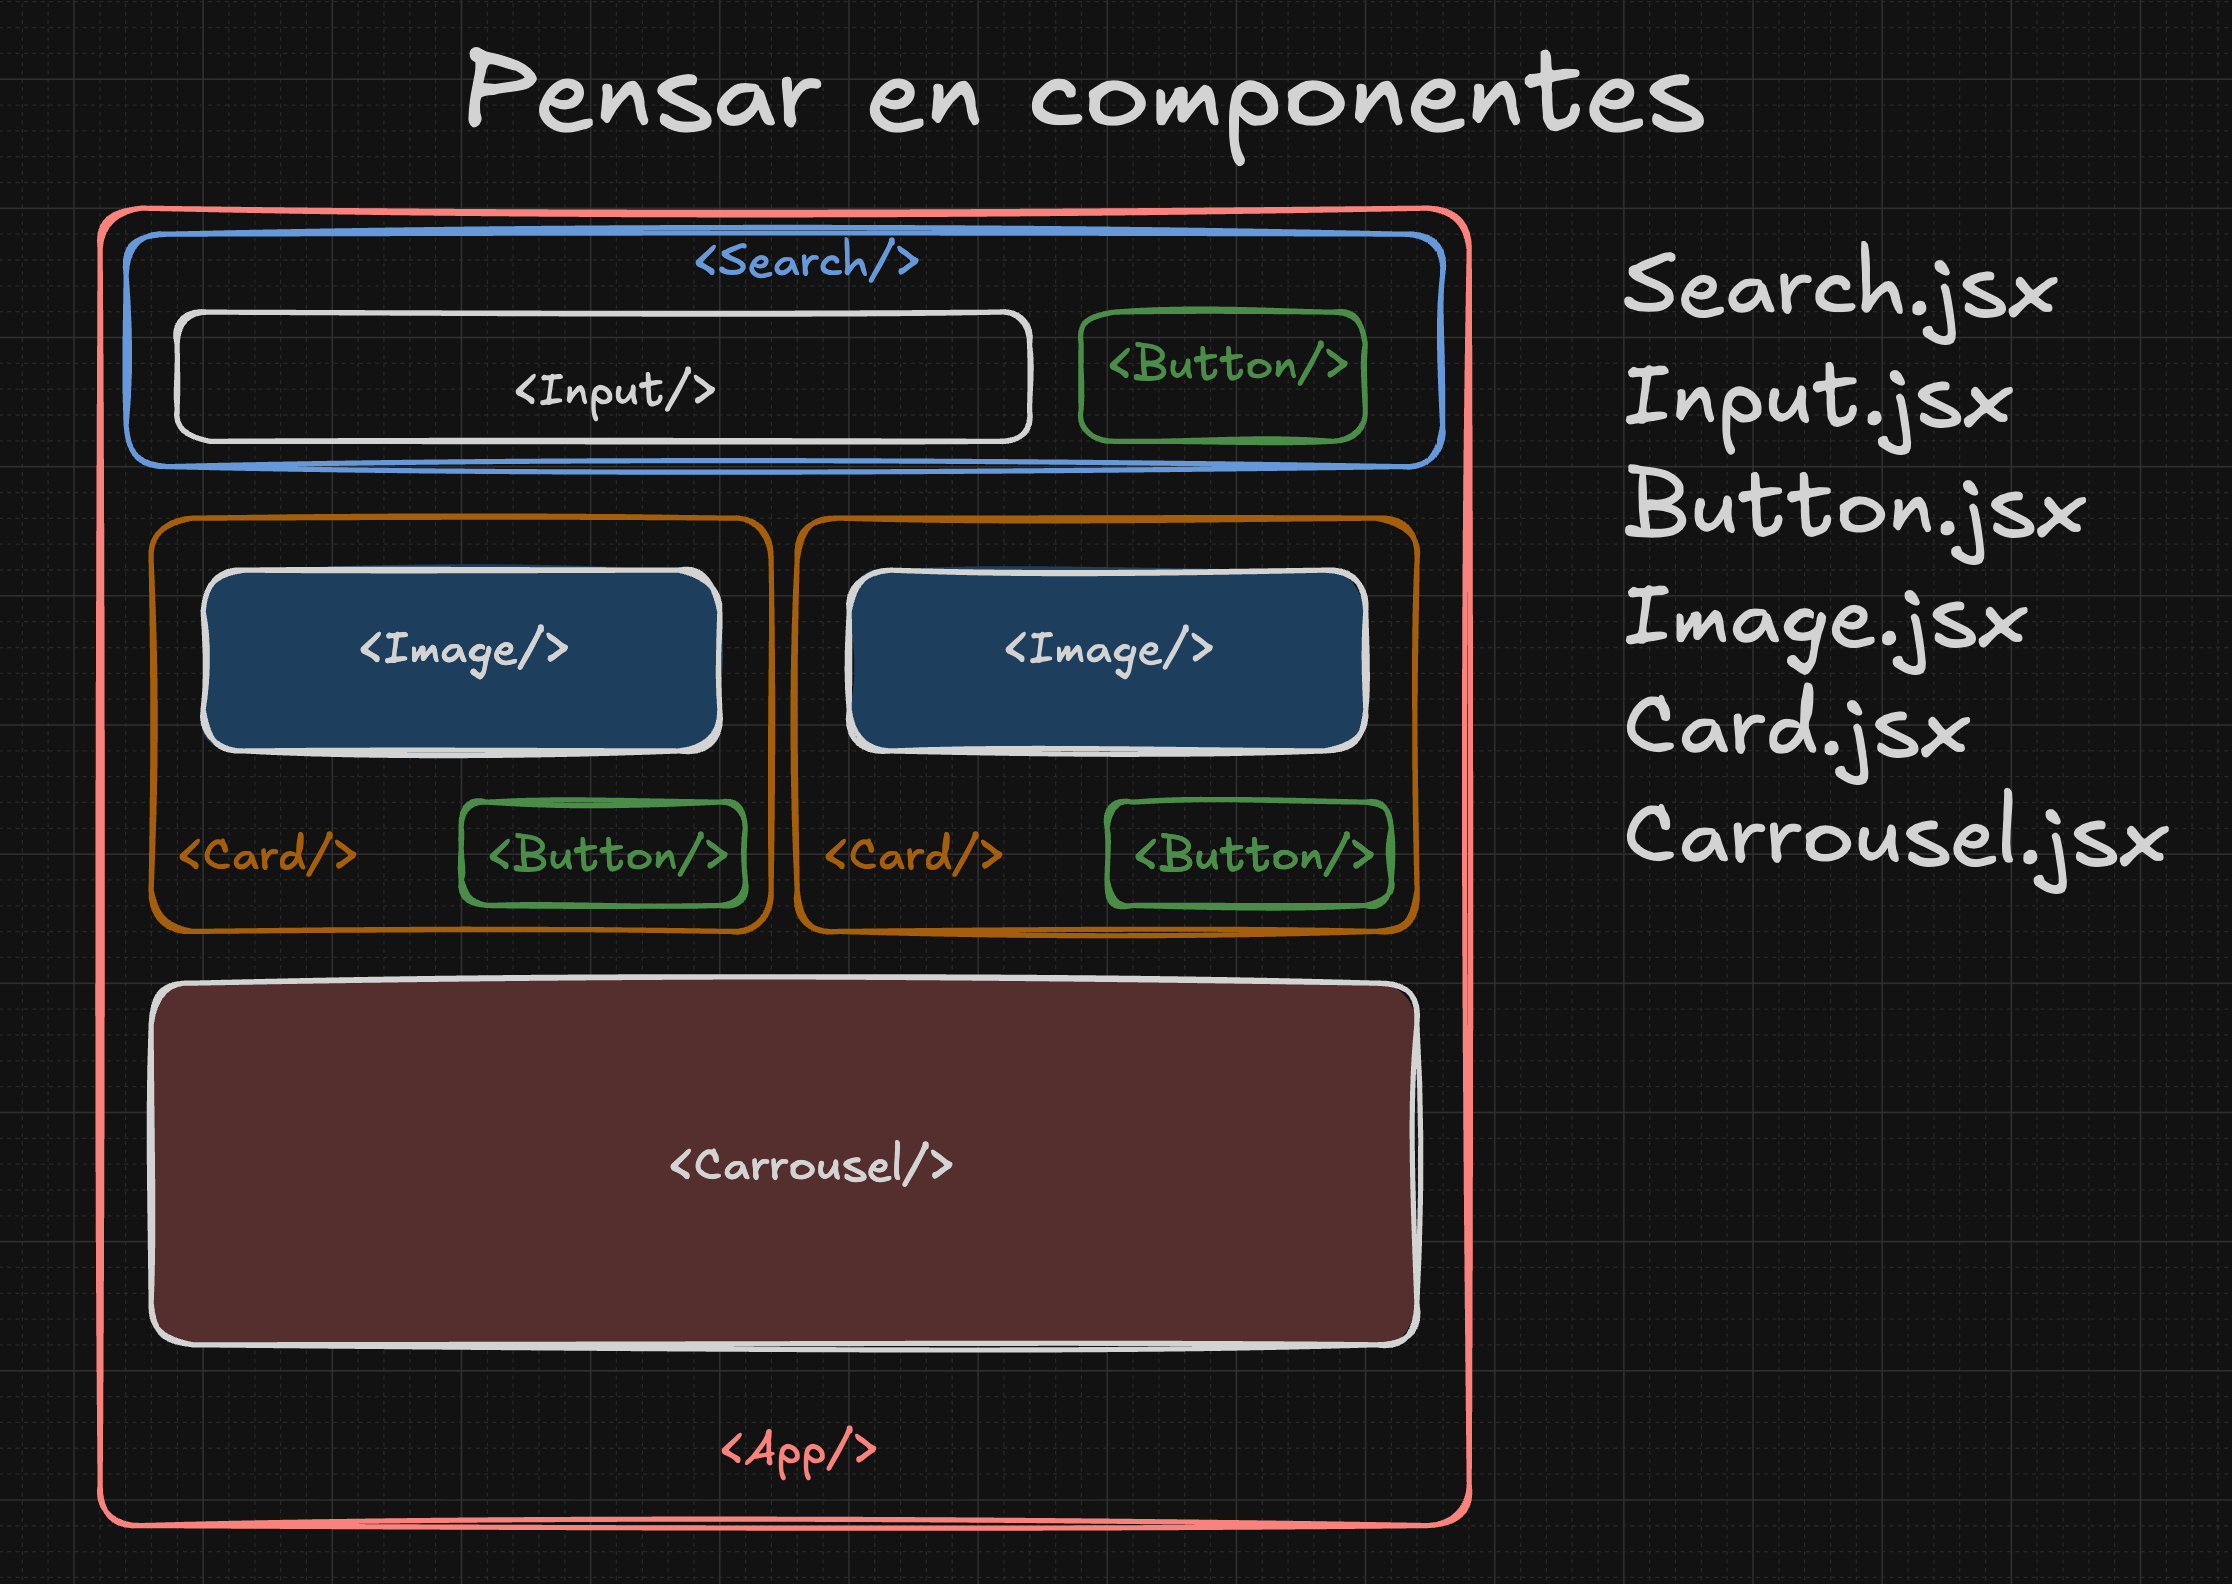 Pensar en componentes
<Search/>
<Input/>
<Button/>
<Image/>
<Image/>
<Card/>
<Button/>
<Card/>
<Button/>
<Carrousel/>
<App/>
Search.jsx
Input.jsx
Button.jsx
Image.jsx
Card.jsx
Carrousel.jsx